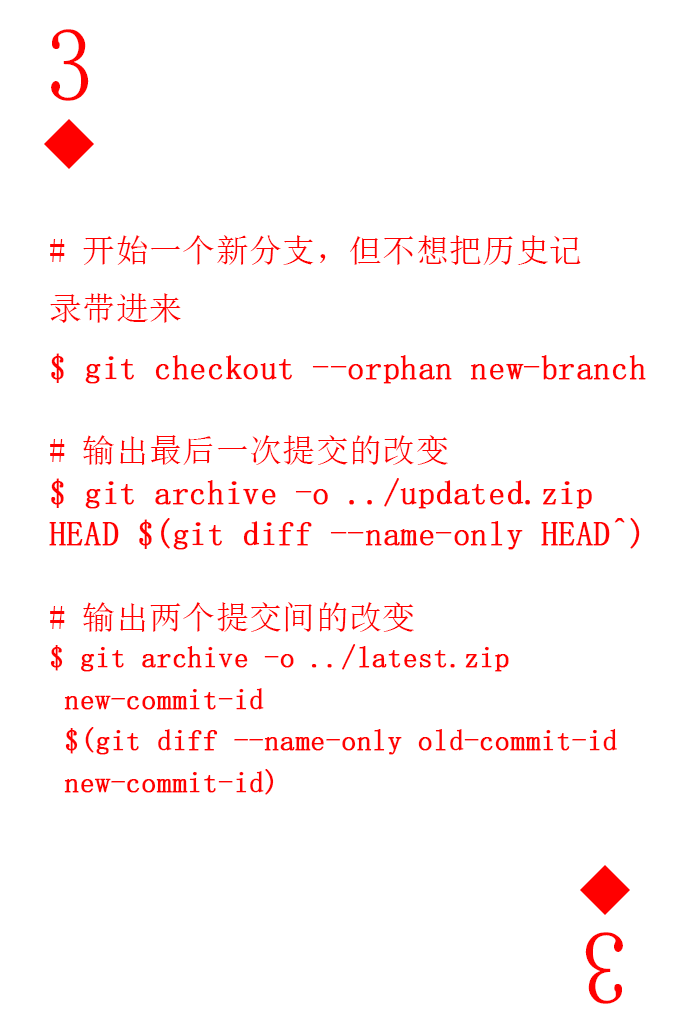 3
# 开始一个新分支，但不想把历史记
录带进来
$ git checkout --orphan new-branch
# 输出最后一次提交的改变
$ git archive -o ../updated.zip
HEAD $(git diff --name-only HEAD^)
# 输出两个提交间的改变
$ git archive -o ../latest.zip
new-commit-id
$(git diff --name-only old-commit-id
new-commit-id)
3